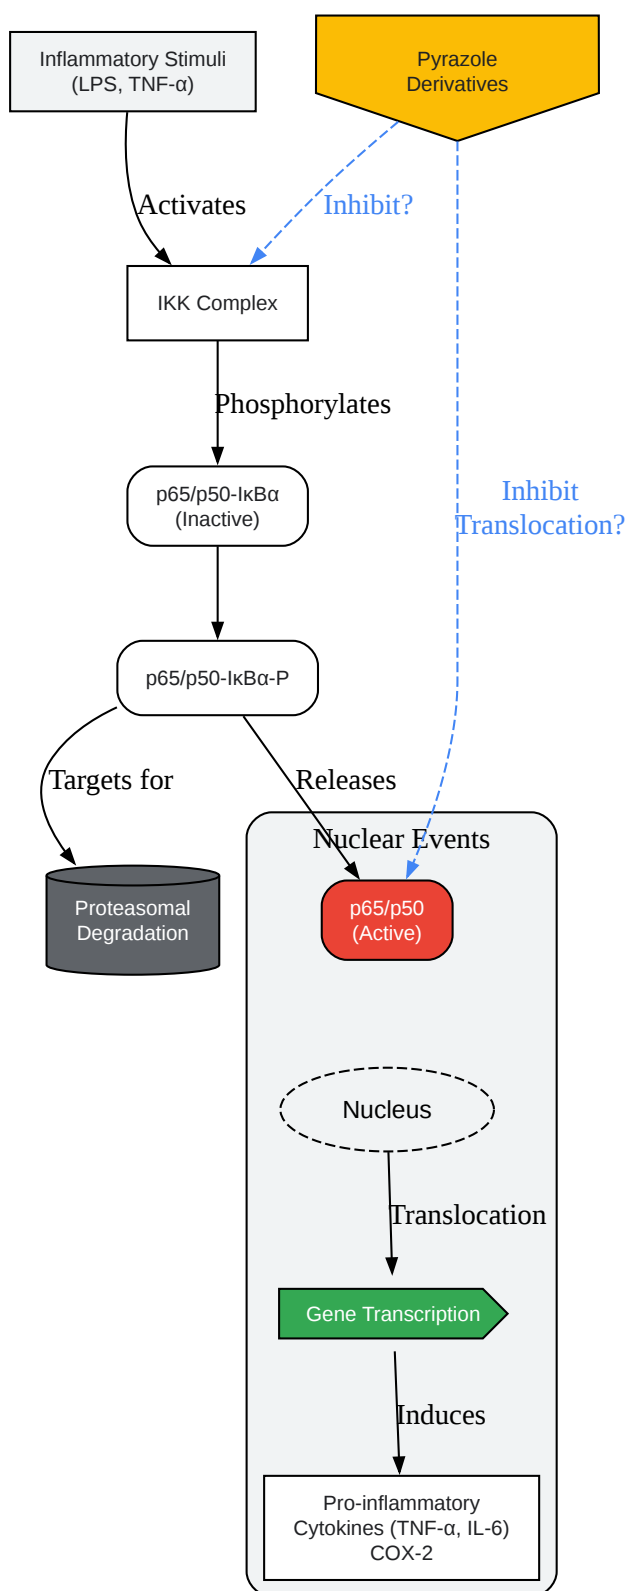 Inflammatory Stimuli
(LPS, TNF-α)
Pyrazole
Derivatives
Activates
Inhibit?
IKK Complex
Phosphorylates
p65/p50-IκBα
(Inactive)
Inhibit
Translocation?
p65/p50-IκBα-P
Targets for
Releases
Nuclear Events
Proteasomal
Degradation
p65/p50
(Active)
Nucleus
Translocation
Gene Transcription
Induces
Pro-inflammatory
Cytokines (TNF-α, IL-6)
COX-2